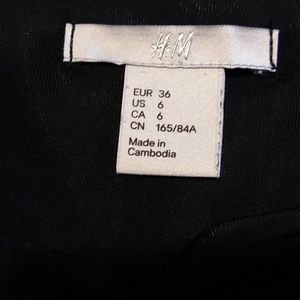 H&M
EUR 36
US 6
CA 6
CN 165/84A
Made in
Cambodia